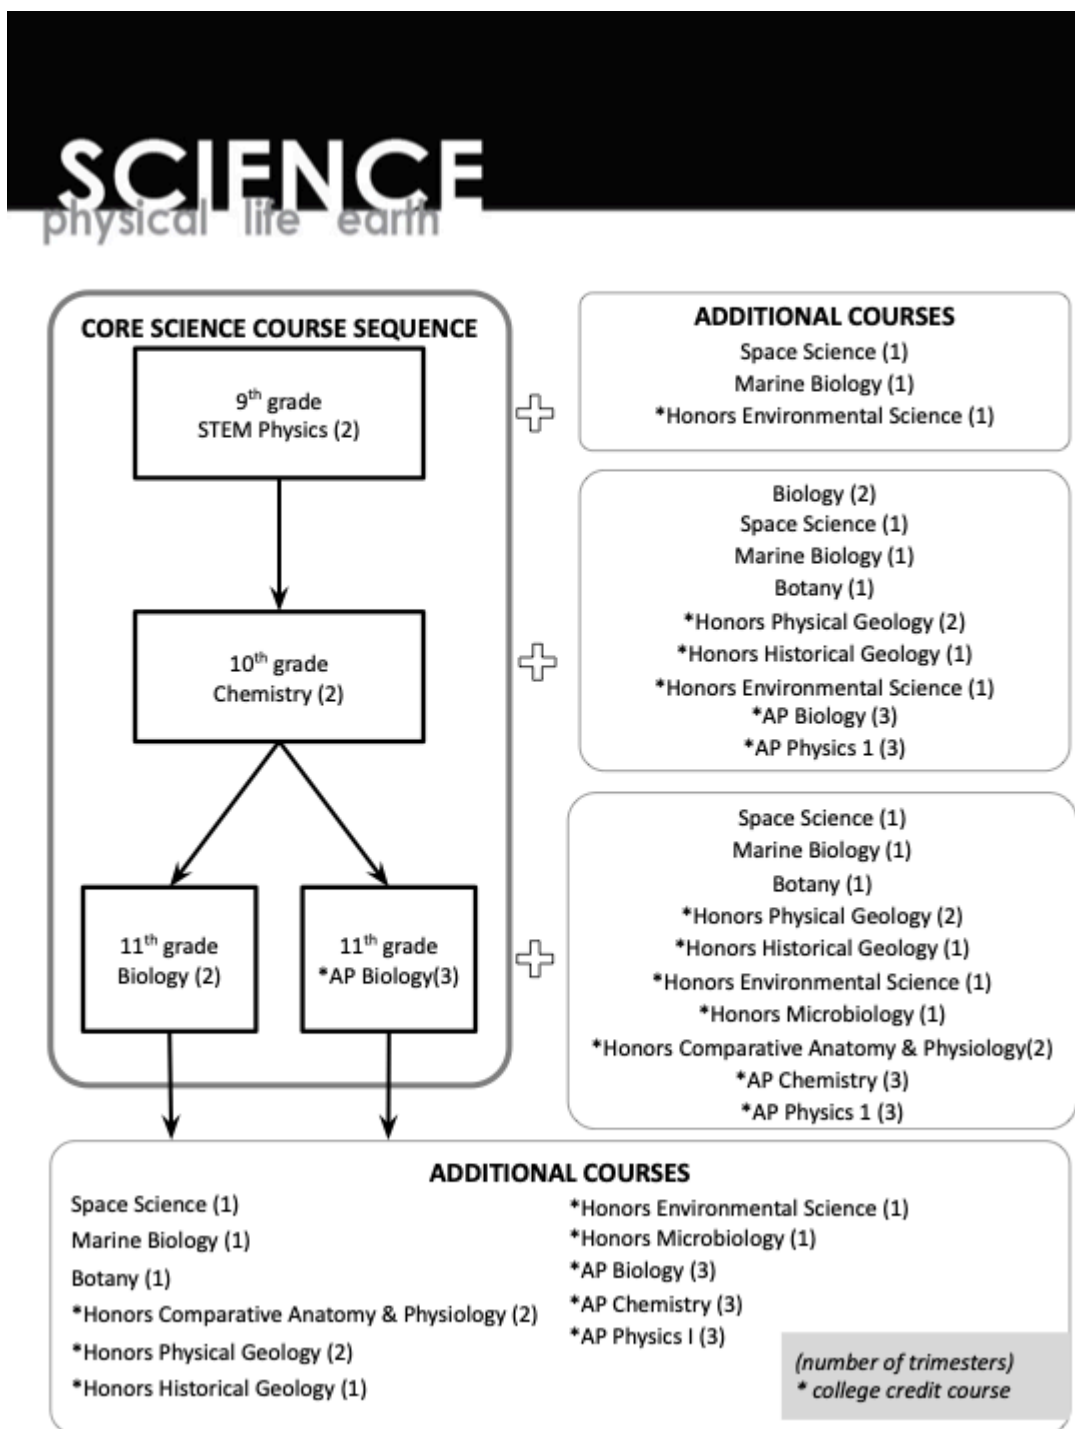 SCIENCE
physical life earth
CORE SCIENCE COURSE SEQUENCE
9th grade
STEM Physics (2)
ADDITIONAL COURSES
Space Science (1)
Marine Biology (1)
*Honors Environmental Science (1)
10th grade
Chemistry (2)
Biology (2)
Space Science (1)
Marine Biology (1)
Botany (1)
*Honors Physical Geology (2)
*Honors Historical Geology (1)
*Honors Environmental Science (1)
*AP Biology (3)
*AP Physics 1 (3)
11th grade
Biology (2)
11th grade
*AP Biology(3)
Space Science (1)
Marine Biology (1)
Botany (1)
*Honors Physical Geology (2)
*Honors Historical Geology (1)
*Honors Environmental Science (1)
*Honors Microbiology (1)
*Honors Comparative Anatomy & Physiology(2)
*AP Chemistry (3)
*AP Physics 1 (3)
ADDITIONAL COURSES
Space Science (1)
Marine Biology (1)
Botany (1)
*Honors Comparative Anatomy & Physiology (2)
*Honors Physical Geology (2)
*Honors Historical Geology (1)
*Honors Environmental Science (1)
*Honors Microbiology (1)
*AP Biology (3)
*AP Chemistry (3)
*AP Physics I (3)
(number of trimesters)
* college credit course